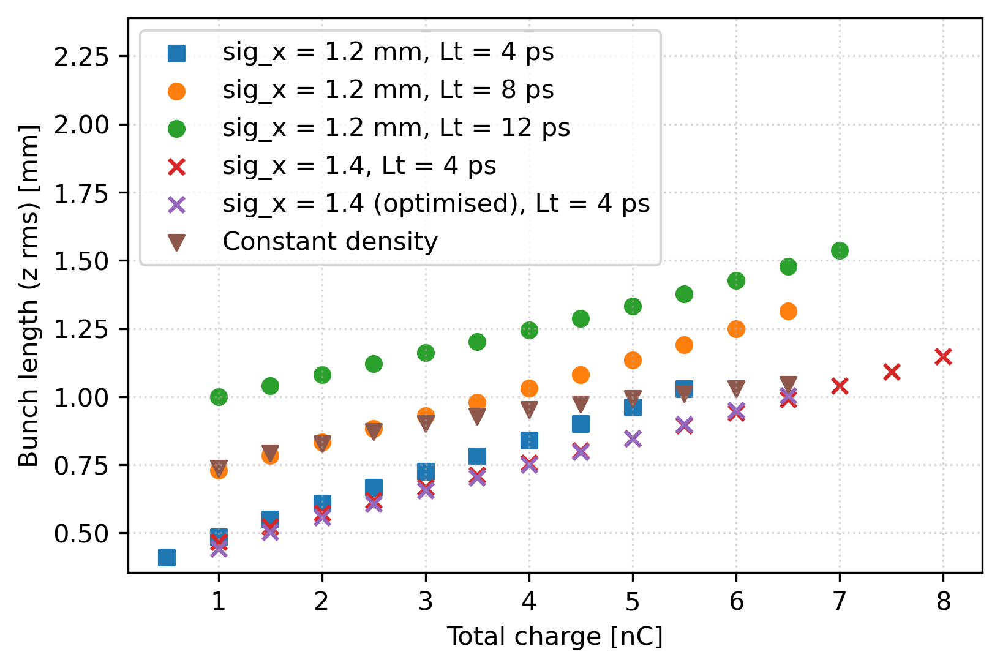 2.25
2.00
1.75
1.50
1.25
1.00
0.75
0.50
Bunch length (z rms) [mm]
sig_x = 1.2 mm, Lt = 4 ps
sig_x = 1.2 mm, Lt = 8 ps
sig_x = 1.2 mm, Lt = 12 ps
sig_x = 1.4, Lt = 4 ps
sig_x = 1.4 (optimised), Lt = 4 ps
Constant density
1 2 3 4 5 6 7 8
Total charge [nC]